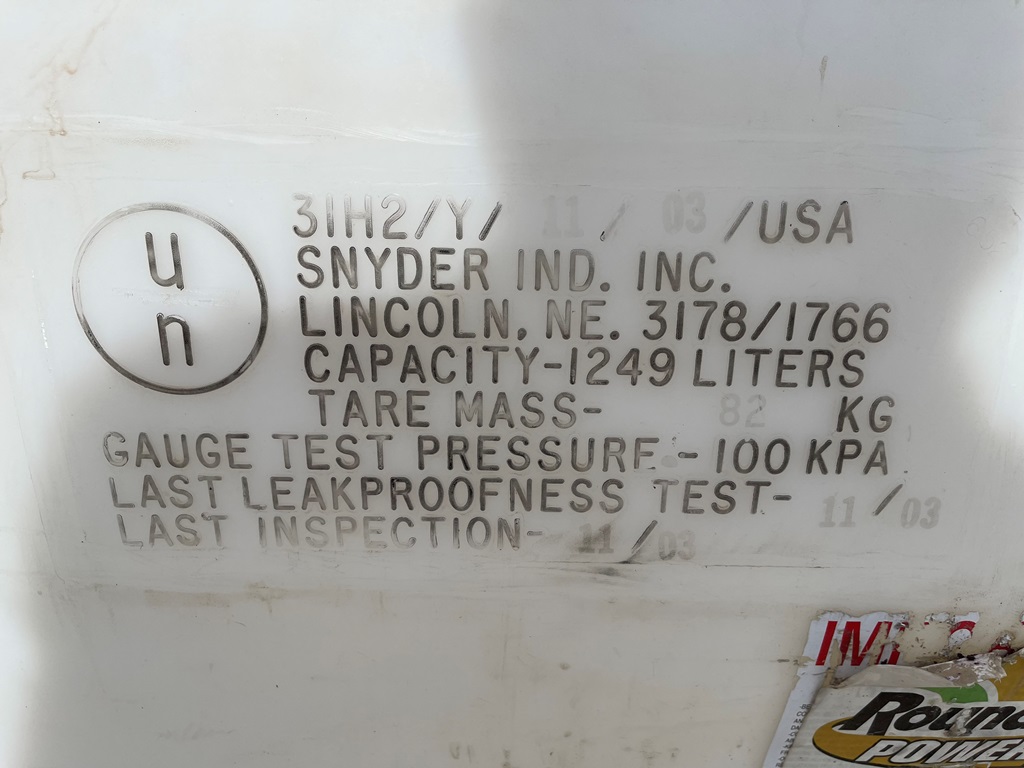 un
31H2/Y/ 11 / 03 /USA
SNYDER IND. INC.
LINCOLN, NE. 3178/1766
CAPACITY-1249 LITERS
TARE MASS- 82 KG
GAUGE TEST PRESSURE - 100 KPA
LAST LEAKPROOFNESS TEST- 11 / 03
LAST INSPECTION- 11 / 03
POWER